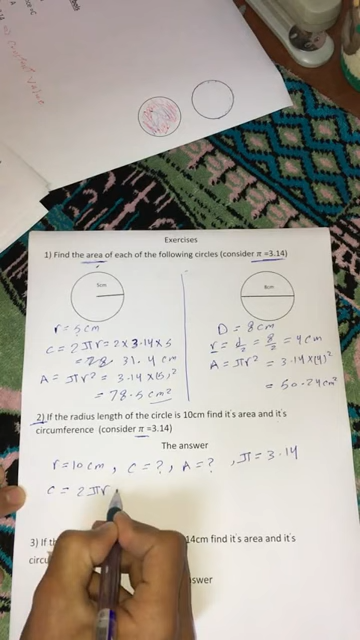 Exercises
1) Find the area of each of the following circles (consider π =3.14)
5cm
r = 5 cm
C = 2πr = 2 × 3.14 × 5
= 31.4 cm
A = πr² = 3.14 × (5)²
= 78.5 cm²
8cm
D = 8 cm
r = d/2 = 8/2 = 4 cm
A = πr² = 3.14 × (4)²
= 50.24 cm²
2) If the radius length of the circle is 10cm find it's area and it's
circumference (consider π =3.14)
The answer
r = 10 cm , C = ? , A = ? , π = 3.14
C = 2πr
3) If th
14cm find it's area and it's
circu
swer